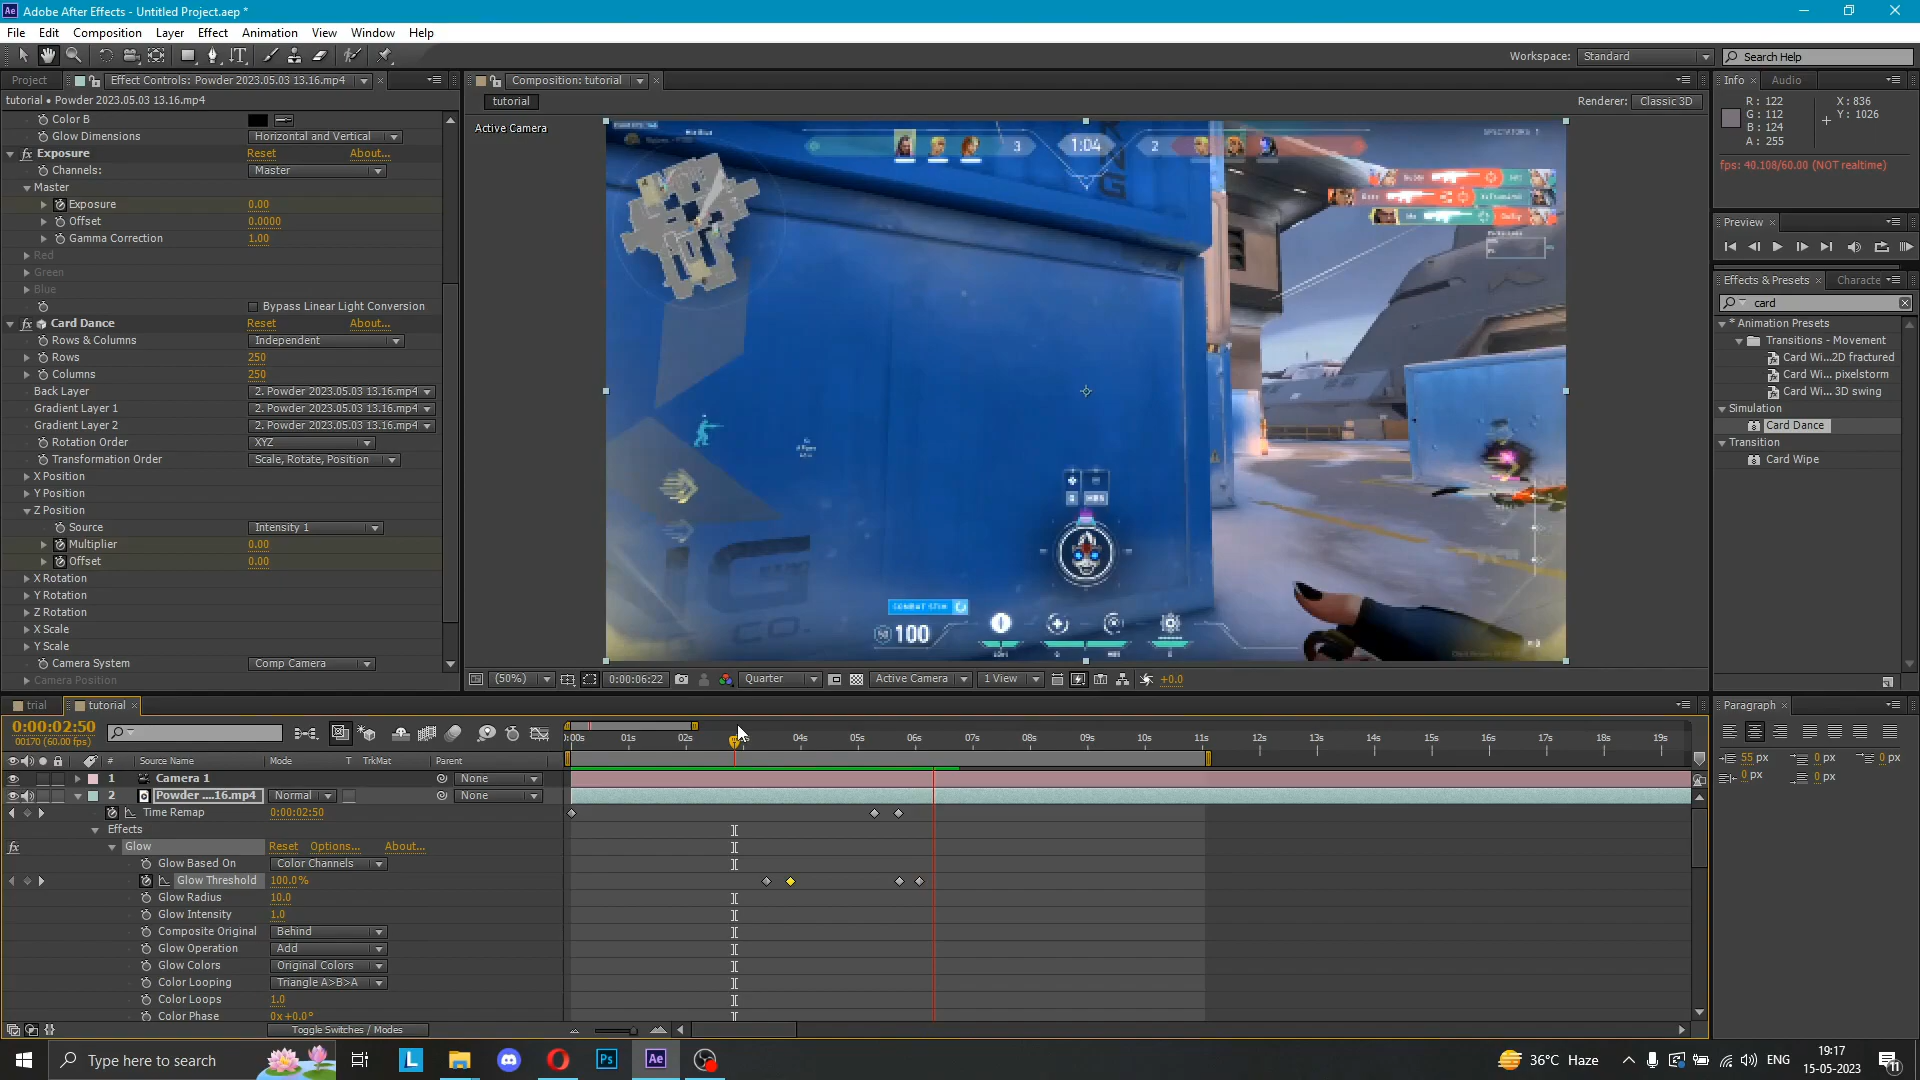 Adobe After Effects - Untitled Project.aep *
File Edit Composition Layer Effect Animation View Window Help
Workspace: Standard
Search Help
Project
Effect Controls: Powder 2023.05.03 13.16.mp4
tutorial • Powder 2023.05.03 13.16.mp4
Color B
Glow Dimensions Horizontal and Vertical
Exposure Reset About...
Channels: Master
Master
Exposure 0.00
Offset 0.0000
Gamma Correction 1.00
Red
Green
Blue
Bypass Linear Light Conversion
Card Dance Reset About...
Rows & Columns Independent
Rows 250
Columns 250
Back Layer 2. Powder 2023.05.03 13.16.mp4
Gradient Layer 1 2. Powder 2023.05.03 13.16.mp4
Gradient Layer 2 2. Powder 2023.05.03 13.16.mp4
Rotation Order XYZ
Transformation Order Scale, Rotate, Position
X Position
Y Position
Z Position
Source Intensity 1
Multiplier 0.00
Offset 0.00
X Rotation
Y Rotation
Z Rotation
X Scale
Y Scale
Camera System Comp Camera
Camera Position
Composition: tutorial
tutorial
Renderer: Classic 3D
Active Camera
3 1:04 2
COMBAT STIM
50 100
(50%) 0:00:06:22 Quarter Active Camera 1 View +0.0
Info Audio
R: 122
G: 112
B: 124
A: 255
X: 836
Y: 1026
fps: 40.108/60.00 (NOT realtime)
Preview
Effects & Presets Characte
card
* Animation Presets
Transitions - Movement
Card Wi...2D fractured
Card Wi... pixelstorm
Card Wi...3D swing
Simulation
Card Dance
Transition
Card Wipe
Paragraph
55 px 0 px 0 px
0 px 0 px
trial tutorial
0:00:02:50
00170 (60.00 fps)
# Source Name Mode T TrkMat Parent
:00s 01s 02s 04s 05s 06s 07s 08s 09s 10s 11s 12s 13s 14s 15s 16s 17s 18s 19s
1 Camera 1 None
2 Powder ....16.mp4 Normal None
Time Remap 0:00:02:50
Effects
Glow Reset Options... About...
Glow Based On Color Channels
Glow Threshold 100.0%
Glow Radius 10.0
Glow Intensity 1.0
Composite Original Behind
Glow Operation Add
Glow Colors Original Colors
Color Looping Triangle A>B>A
Color Loops 1.0
Color Phase 0x+0.0°
Toggle Switches / Modes
Type here to search
36°C Haze
ENG
19:17
15-05-2023
11